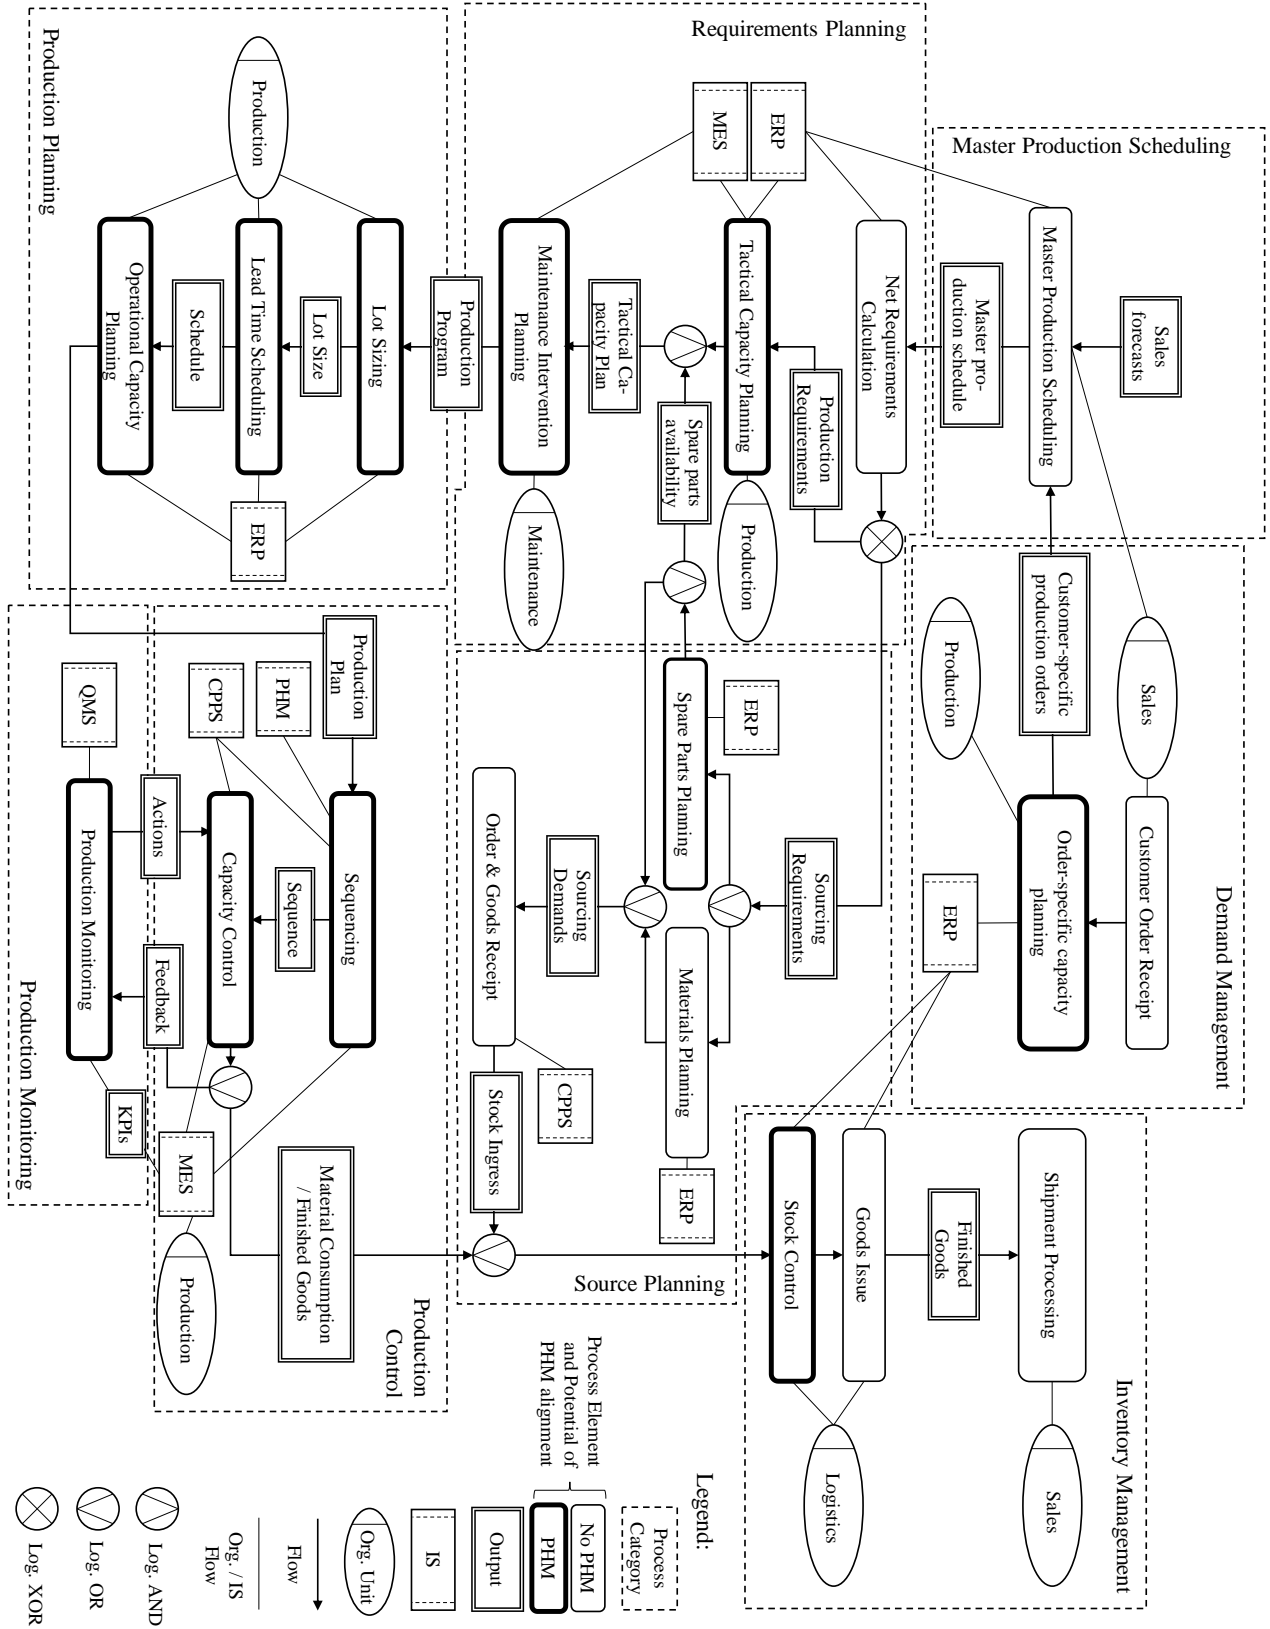 Requirements Planning
Master Production Scheduling
Production Planning
Production
MES
ERP
Operational Capacity
Planning
Schedule
Lead Time Scheduling
Lot Size
Lot Sizing
ERP
Production
Program
Maintenance Intervention
Planning
Tactical Ca-
pacity Plan
Tactical Capacity Planning
Spare parts
availability
Production
Requirements
Net Requirements
Calculation
Maintenance
Production
Master pro-
duction schedule
Master Production Scheduling
Sales
forecasts
Demand Management
Customer-specific
production orders
Sales
Production
Customer Order Receipt
Order-specific capacity
planning
ERP
Source Planning
ERP
Spare Parts Planning
Sourcing
Requirements
Materials Planning
ERP
Sourcing
Demands
Order & Goods Receipt
CPPS
Stock Ingress
Production Monitoring
QMS
Production Monitoring
Actions
Feedback
KPIs
Production
Control
Production
Plan
PHM
CPPS
Sequencing
Sequence
Capacity Control
MES
Production
Material Consumption
/ Finished Goods
Inventory Management
Stock Control
Goods Issue
Finished
Goods
Shipment Processing
Logistics
Sales
Legend:
Process
Category
Process Element
and Potential of
PHM alignment
No PHM
PHM
Output
IS
Org. Unit
Flow
Org. / IS
Flow
Log. AND
Log. OR
Log. XOR